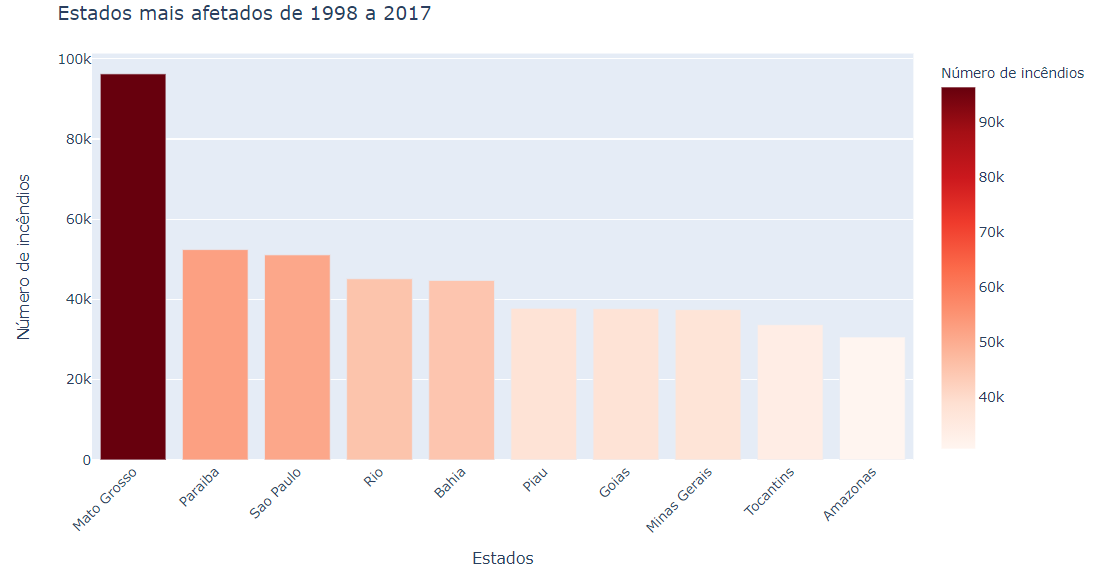 Estados mais afetados de 1998 a 2017
Número de incêndios
100k
80k
60k
40k
20k
0
Mato Grosso
Paraiba
Sao Paulo
Rio
Bahia
Piau
Goias
Minas Gerais
Tocantins
Amazonas
Estados
Número de incêndios
90k
80k
70k
60k
50k
40k